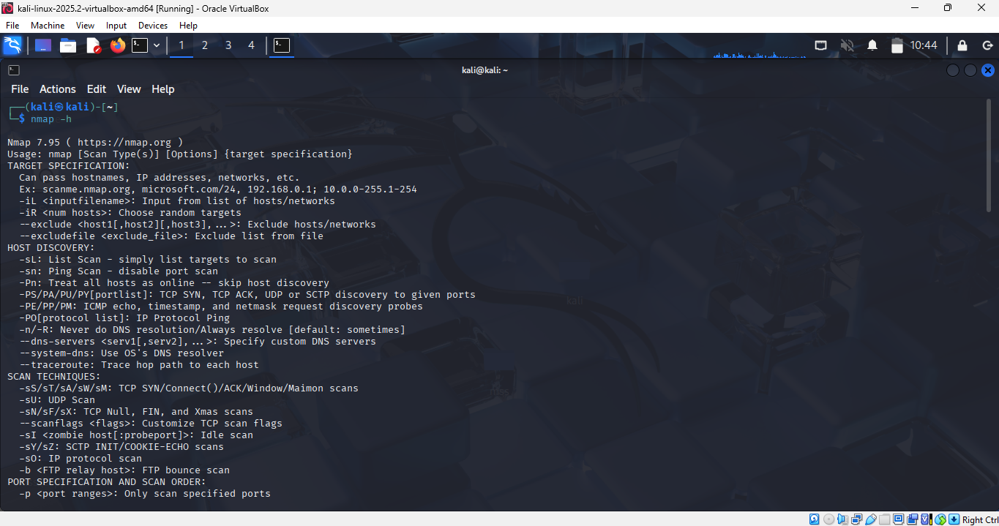 kali-linux-2025.2-virtualbox-amd64 [Running] - Oracle VirtualBox
File Machine View Input Devices Help
1 2 3 4 10:44
kali@kali: ~
File Actions Edit View Help
┌──(kali㉿kali)-[~]
└─$ nmap -h
Nmap 7.95 ( https://nmap.org )
Usage: nmap [Scan Type(s)] [Options] {target specification}
TARGET SPECIFICATION:
  Can pass hostnames, IP addresses, networks, etc.
  Ex: scanme.nmap.org, microsoft.com/24, 192.168.0.1; 10.0.0-255.1-254
  -iL <inputfilename>: Input from list of hosts/networks
  -iR <num hosts>: Choose random targets
  --exclude <host1[,host2][,host3],...>: Exclude hosts/networks
  --excludefile <exclude_file>: Exclude list from file
HOST DISCOVERY:
  -sL: List Scan - simply list targets to scan
  -sn: Ping Scan - disable port scan
  -Pn: Treat all hosts as online -- skip host discovery
  -PS/PA/PU/PY[portlist]: TCP SYN, TCP ACK, UDP or SCTP discovery to given ports
  -PE/PP/PM: ICMP echo, timestamp, and netmask request discovery probes
  -PO[protocol list]: IP Protocol Ping
  -n/-R: Never do DNS resolution/Always resolve [default: sometimes]
  --dns-servers <serv1[,serv2],...>: Specify custom DNS servers
  --system-dns: Use OS's DNS resolver
  --traceroute: Trace hop path to each host
SCAN TECHNIQUES:
  -sS/sT/sA/sW/sM: TCP SYN/Connect()/ACK/Window/Maimon scans
  -sU: UDP Scan
  -sN/sF/sX: TCP Null, FIN, and Xmas scans
  --scanflags <flags>: Customize TCP scan flags
  -sI <zombie host[:probeport]>: Idle scan
  -sY/sZ: SCTP INIT/COOKIE-ECHO scans
  -sO: IP protocol scan
  -b <FTP relay host>: FTP bounce scan
PORT SPECIFICATION AND SCAN ORDER:
  -p <port ranges>: Only scan specified ports
kali
Right Ctrl